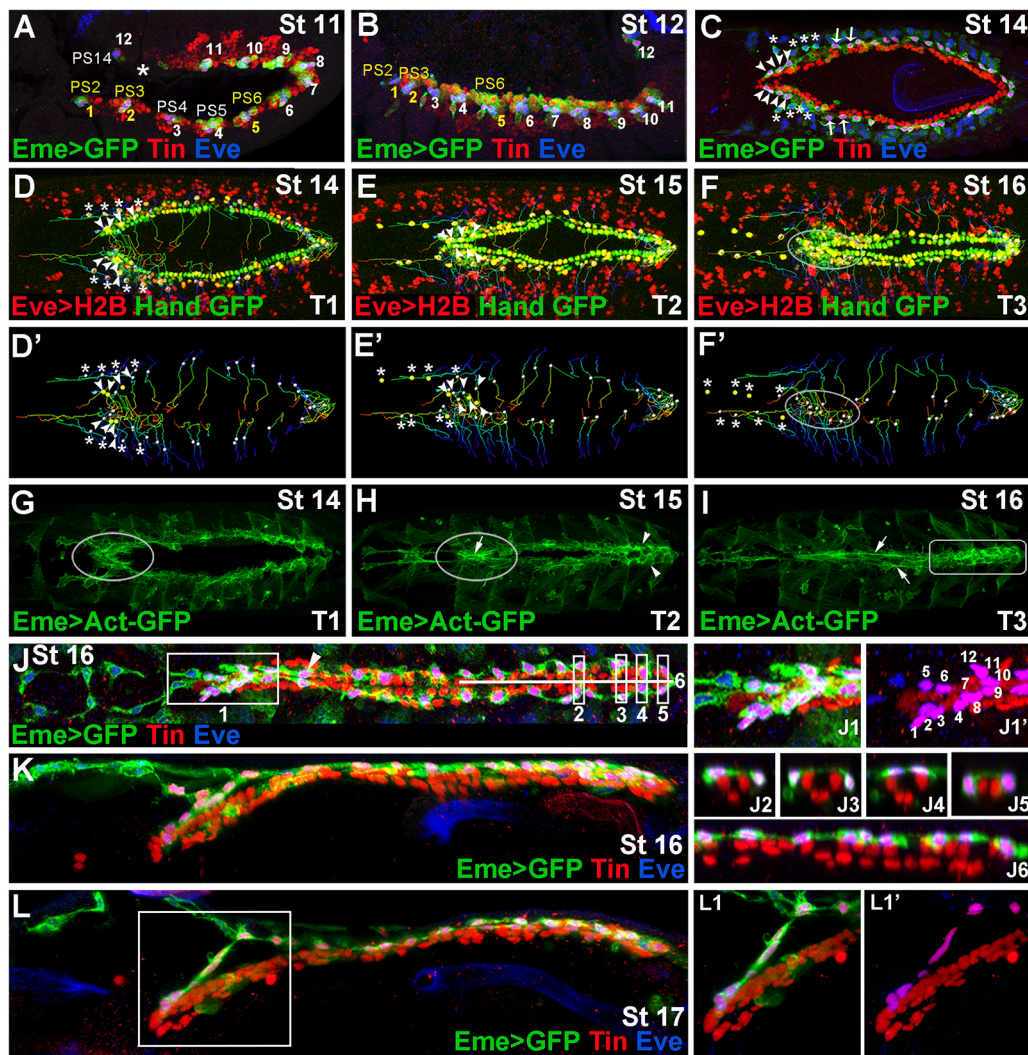 A St 11
12
PS14
*
11 10 9
8
7
PS2 PS3 PS4 PS5 PS6
1 2 3 4 5 6
Eme>GFP Tin Eve
B St 12
12
PS2 PS3 PS6
1 2 3 4 5 6 7 8 9 10 11
Eme>GFP Tin Eve
C St 14
* * * *
* * * *
Eme>GFP Tin Eve
D St 14
* * * *
* * * *
Eve>H2B Hand GFP T1
E St 15
T2
F St 16
Eve>H2B Hand GFP T3
D’
* * * *
* * * *
E’
* * * *
* * * *
F’
* * * *
* * * *
G St 14
Eme>Act-GFP T1
H St 15
Eme>Act-GFP T2
I St 16
Eme>Act-GFP T3
J St 16
1 2 3 4 5 6
Eme>GFP Tin Eve
J1
12 11 10 9
5 6 7
1 2 3 4 8
J1’
K
St 16
Eme>GFP Tin Eve
J2 J3 J4 J5
J6
L
St 17
Eme>GFP Tin Eve
L1
L1’